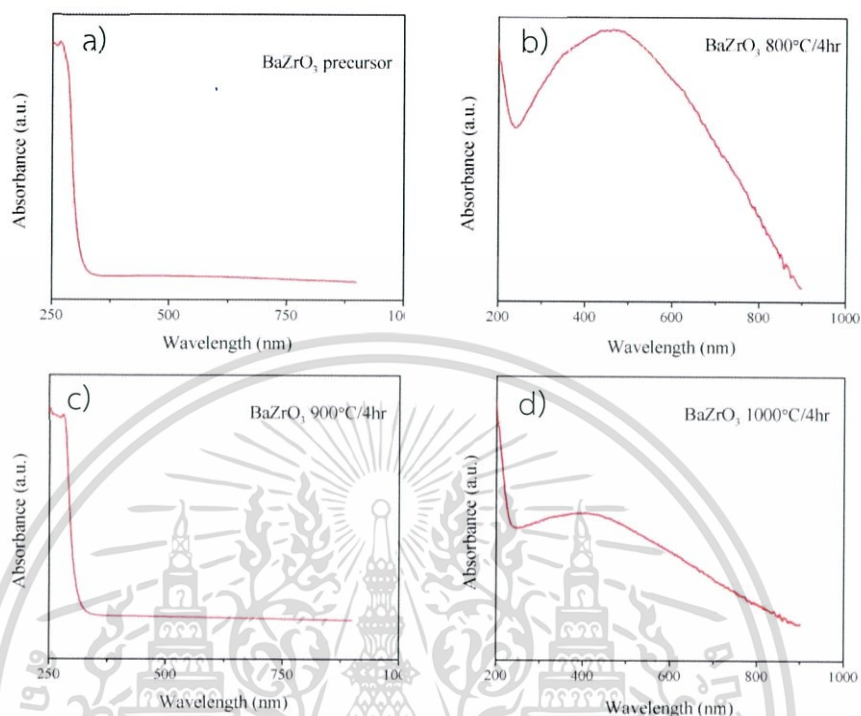 a)
BaZrO₃ precursor
Absorbance (a.u.)
250
500
750
10
Wavelength (nm)
b)
BaZrO₃ 800°C/4hr
Absorbance (a.u.)
200
400
600
800
1000
Wavelength (nm)
c)
BaZrO₃ 900°C/4hr
Absorbance (a.u.)
250
500
750
100
Wavelength (nm)
d)
BaZrO₃ 1000°C/4hr
Absorbance (a.u.)
200
400
600
800
1000
Wavelength (nm)